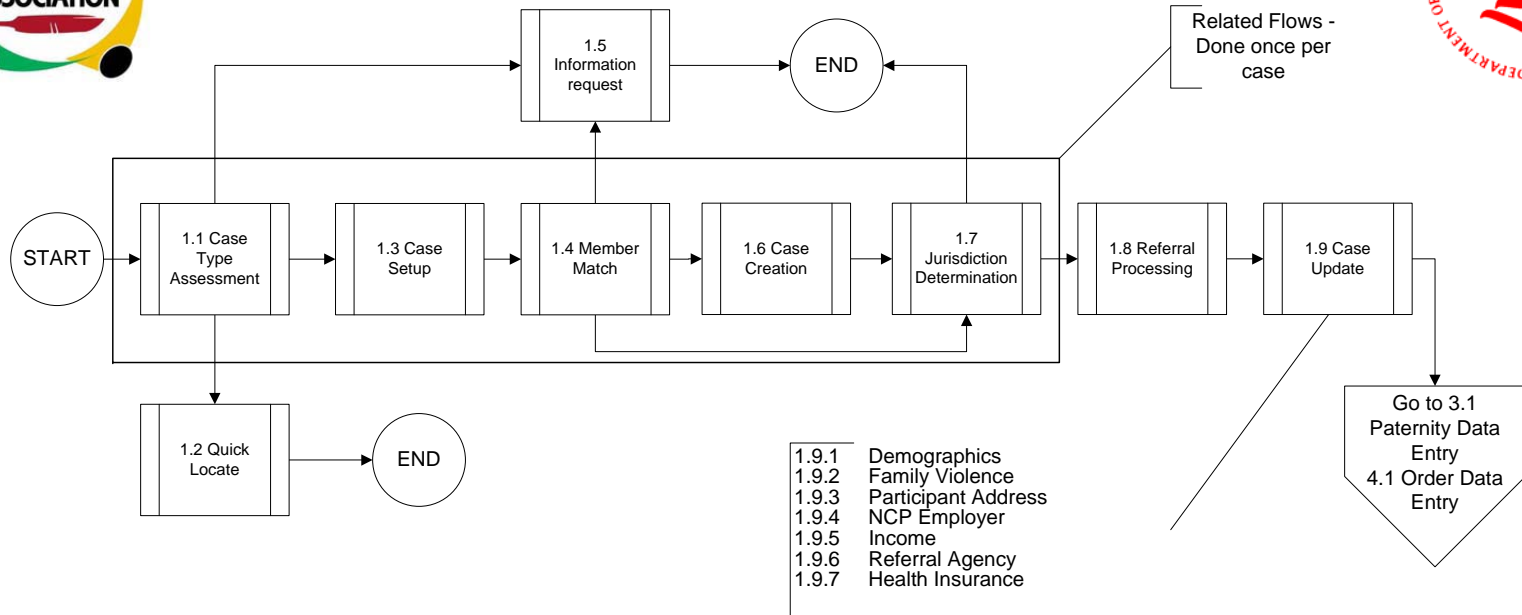 SOCIATION
DEPARTMENT OF
1.5
Information
request
END
Related Flows -
Done once per
case
START
1.1 Case
Type
Assessment
1.3 Case
Setup
1.4 Member
Match
1.6 Case
Creation
1.7
Jurisdiction
Determination
1.8 Referral
Processing
1.9 Case
Update
1.2 Quick
Locate
END
Go to 3.1
Paternity Data
Entry
4.1 Order Data
Entry
1.9.1 Demographics
1.9.2 Family Violence
1.9.3 Participant Address
1.9.4 NCP Employer
1.9.5 Income
1.9.6 Referral Agency
1.9.7 Health Insurance